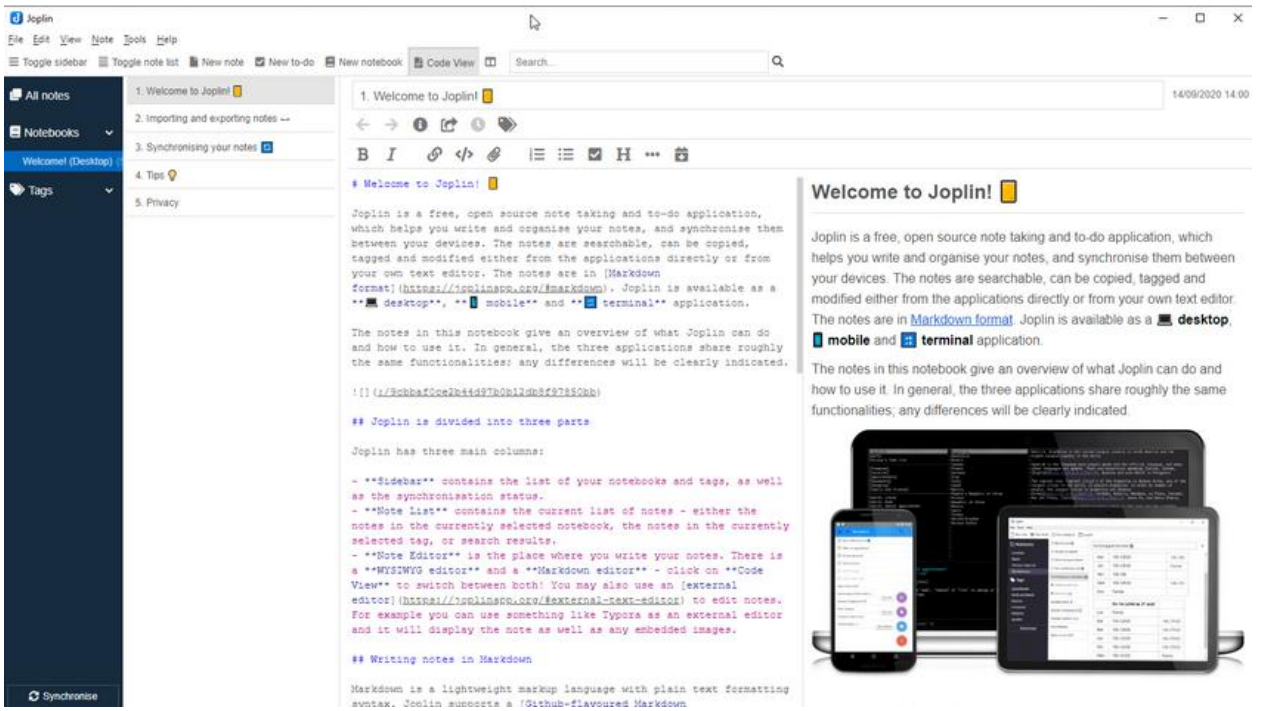 Joplin
File Edit View Note Tools Help
Toggle sidebar Toggle note list New note New to-do New notebook Code View Search...
All notes
Notebooks
Welcome! (Desktop)
Tags
Synchronise
1. Welcome to Joplin!
2. Importing and exporting notes ↔
3. Synchronising your notes
4. Tips
5. Privacy
1. Welcome to Joplin!
14/09/2020 14:00
B I H
# Welcome to Joplin!
Joplin is a free, open source note taking and to-do application,
which helps you write and organise your notes, and synchronise them
between your devices. The notes are searchable, can be copied,
tagged and modified either from the applications directly or from
your own text editor. The notes are in [Markdown
format](https://joplinapp.org/#markdown). Joplin is available as a
**💻 desktop**, **📱 mobile** and ** terminal** application.
The notes in this notebook give an overview of what Joplin can do
and how to use it. In general, the three applications share roughly
the same functionalities; any differences will be clearly indicated.
![](:/9cbbaf0ce2b44d97b0b12db8f97850bb)
## Joplin is divided into three parts
Joplin has three main columns:
- **Sidebar** contains the list of your notebooks and tags, as well
as the synchronisation status.
- **Note List** contains the current list of notes - either the
notes in the currently selected notebook, the notes in the currently
selected tag, or search results.
- **Note Editor** is the place where you write your notes. There is
a **WYSIWYG editor** and a **Markdown editor** - click on **Code
View** to switch between both! You may also use an [external
editor](https://joplinapp.org/#external-text-editor) to edit notes.
For example you can use something like Typora as an external editor
and it will display the note as well as any embedded images.
## Writing notes in Markdown
Markdown is a lightweight markup language with plain text formatting
syntax. Joplin supports a [Github-flavoured Markdown
Welcome to Joplin!
Joplin is a free, open source note taking and to-do application, which
helps you write and organise your notes, and synchronise them between
your devices. The notes are searchable, can be copied, tagged and
modified either from the applications directly or from your own text editor.
The notes are in Markdown format. Joplin is available as a 💻 desktop,
📱 mobile and terminal application.
The notes in this notebook give an overview of what Joplin can do and
how to use it. In general, the three applications share roughly the same
functionalities; any differences will be clearly indicated.